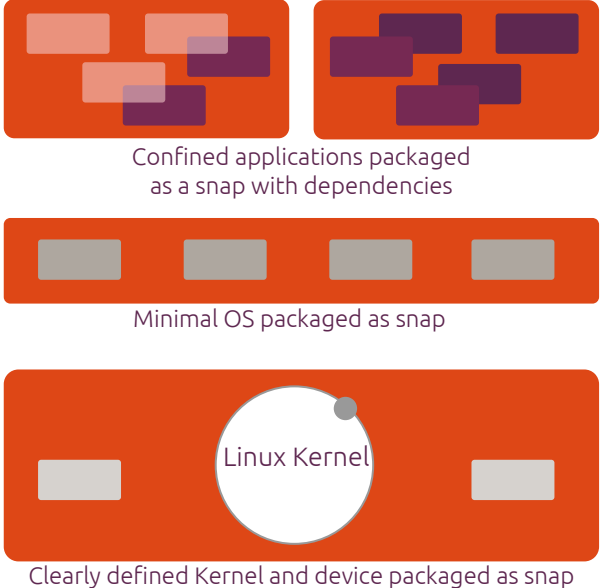 Confined applications packaged
as a snap with dependencies
Minimal OS packaged as snap
Linux Kernel
Clearly defined Kernel and device packaged as snap